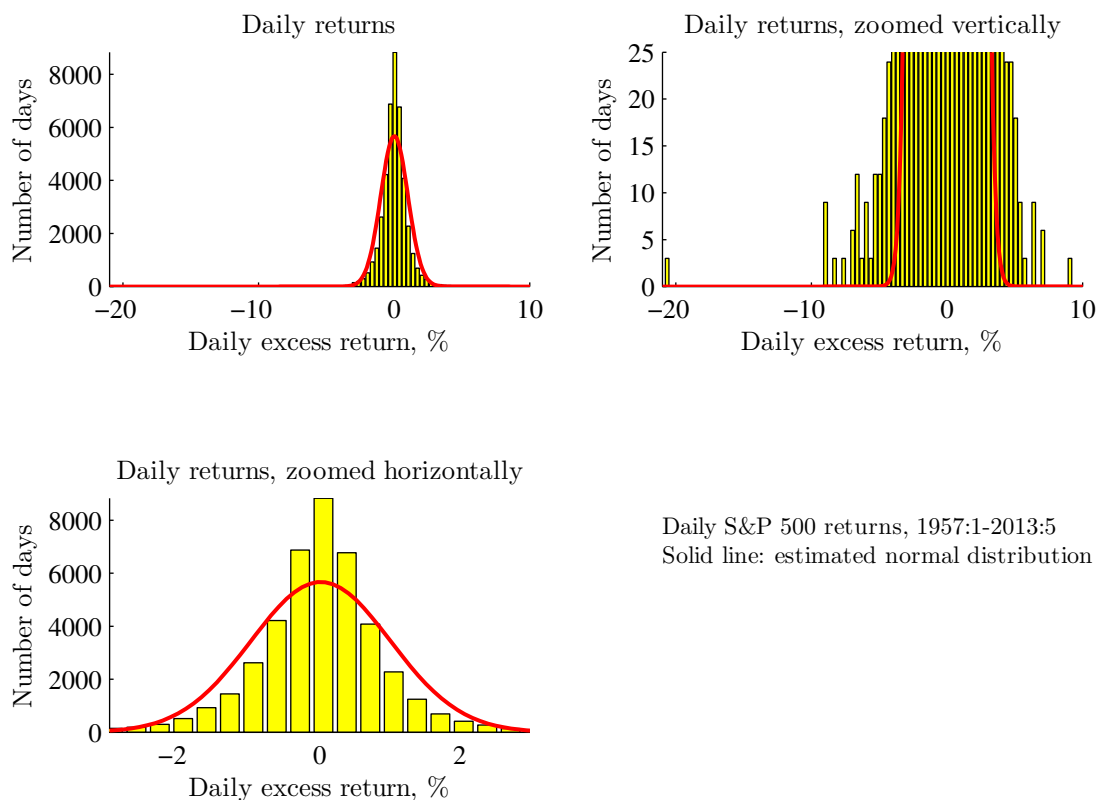 Daily returns
Number of days
8000
6000
4000
2000
0
−20
−10
0
10
Daily excess return, %
Daily returns, zoomed vertically
Number of days
25
20
15
10
5
0
−20
−10
0
10
Daily excess return, %
Daily returns, zoomed horizontally
Number of days
8000
6000
4000
2000
0
−2
0
2
Daily excess return, %
Daily S&P 500 returns, 1957:1-2013:5
Solid line: estimated normal distribution